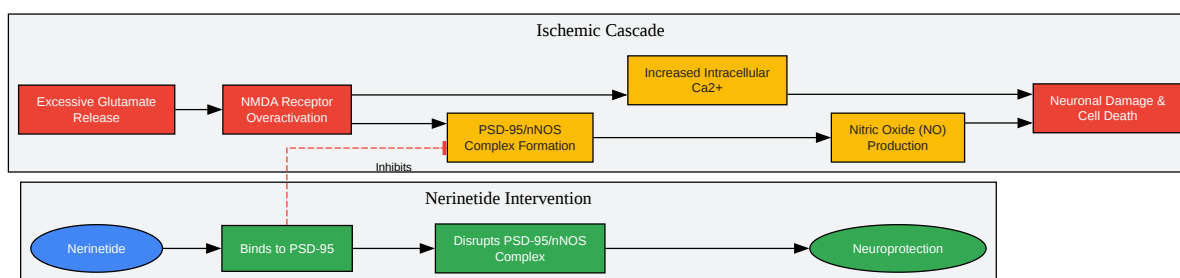 Ischemic Cascade
Excessive Glutamate
Release
NMDA Receptor
Overactivation
Increased Intracellular
Ca2+
PSD-95/nNOS
Complex Formation
Nitric Oxide (NO)
Production
Neuronal Damage &
Cell Death
Inhibits
Nerinetide Intervention
Nerinetide
Binds to PSD-95
Disrupts PSD-95/nNOS
Complex
Neuroprotection